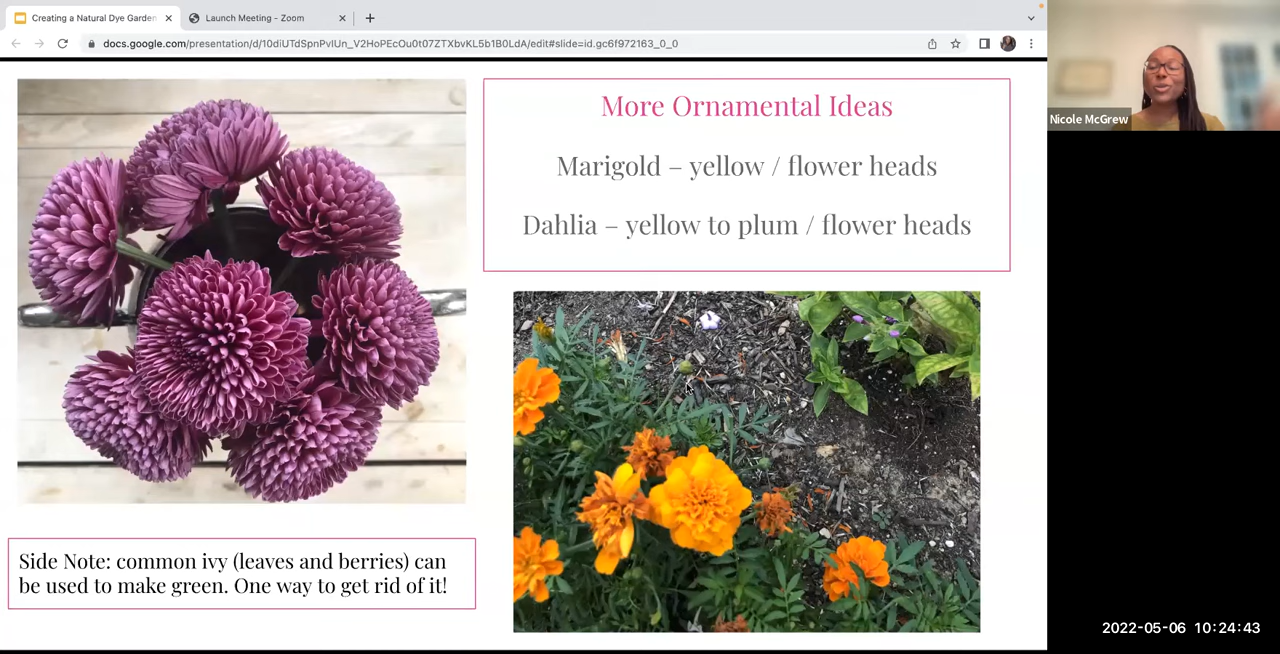 Creating a Natural Dye Garden
Launch Meeting - Zoom
docs.google.com/presentation/d/10diUTdSpnPvIUn_V2HoPEcOu0t07ZTXbvKL5b1B0LdA/edit#slide=id.gc6f972163_0_0
More Ornamental Ideas
Marigold – yellow / flower heads
Dahlia – yellow to plum / flower heads
Nicole McGrew
Side Note: common ivy (leaves and berries) can
be used to make green. One way to get rid of it!
2022-05-06 10:24:43